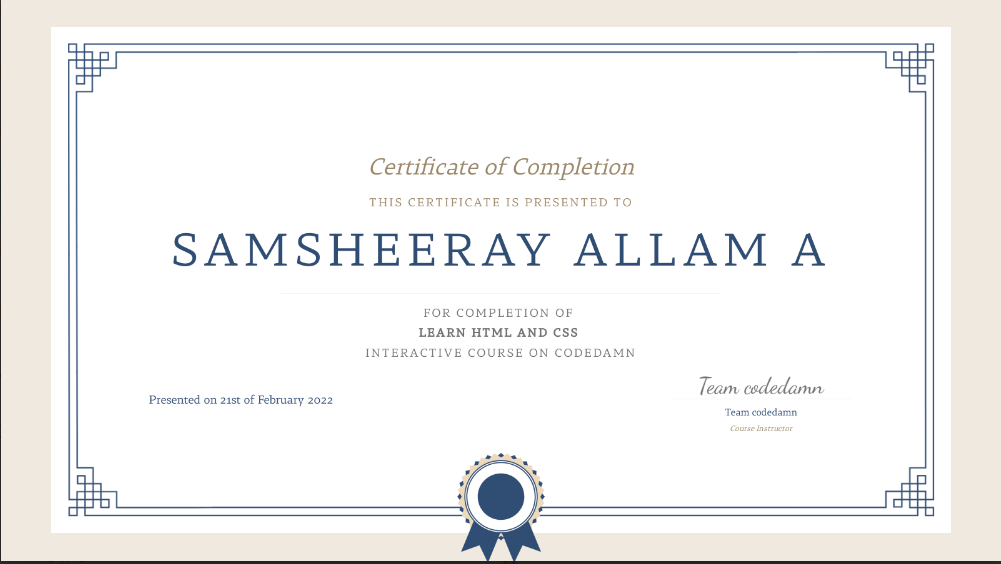 Certificate of Completion
THIS CERTIFICATE IS PRESENTED TO
SAMSHEERAY ALLAM A
FOR COMPLETION OF
LEARN HTML AND CSS
INTERACTIVE COURSE ON CODEDAMN
Team codedamn
Presented on 21st of February 2022
Team codedamn
Course Instructor